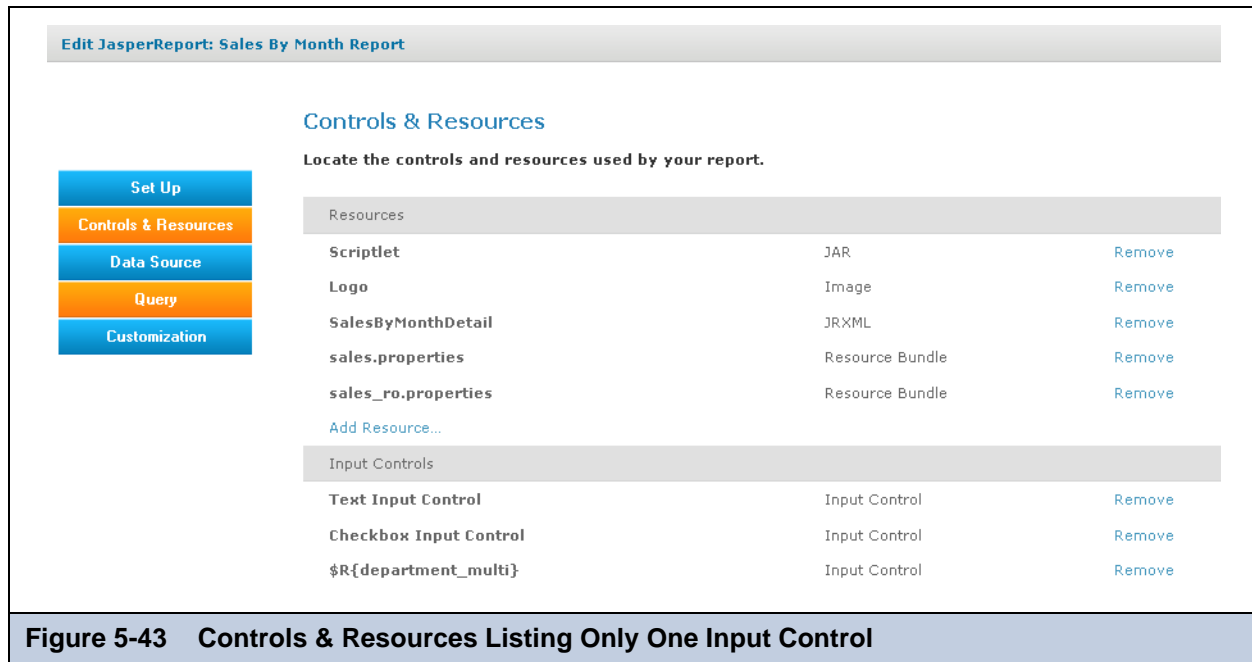 Edit JasperReport: Sales By Month Report
Controls & Resources
Locate the controls and resources used by your report.
Set Up
Controls & Resources
Data Source
Query
Customization
Resources
Scriptlet JAR Remove
Logo Image Remove
SalesByMonthDetail JRXML Remove
sales.properties Resource Bundle Remove
sales_ro.properties Resource Bundle Remove
Add Resource...
Input Controls
Text Input Control Input Control Remove
Checkbox Input Control Input Control Remove
$R{department_multi} Input Control Remove
Figure 5-43 Controls & Resources Listing Only One Input Control